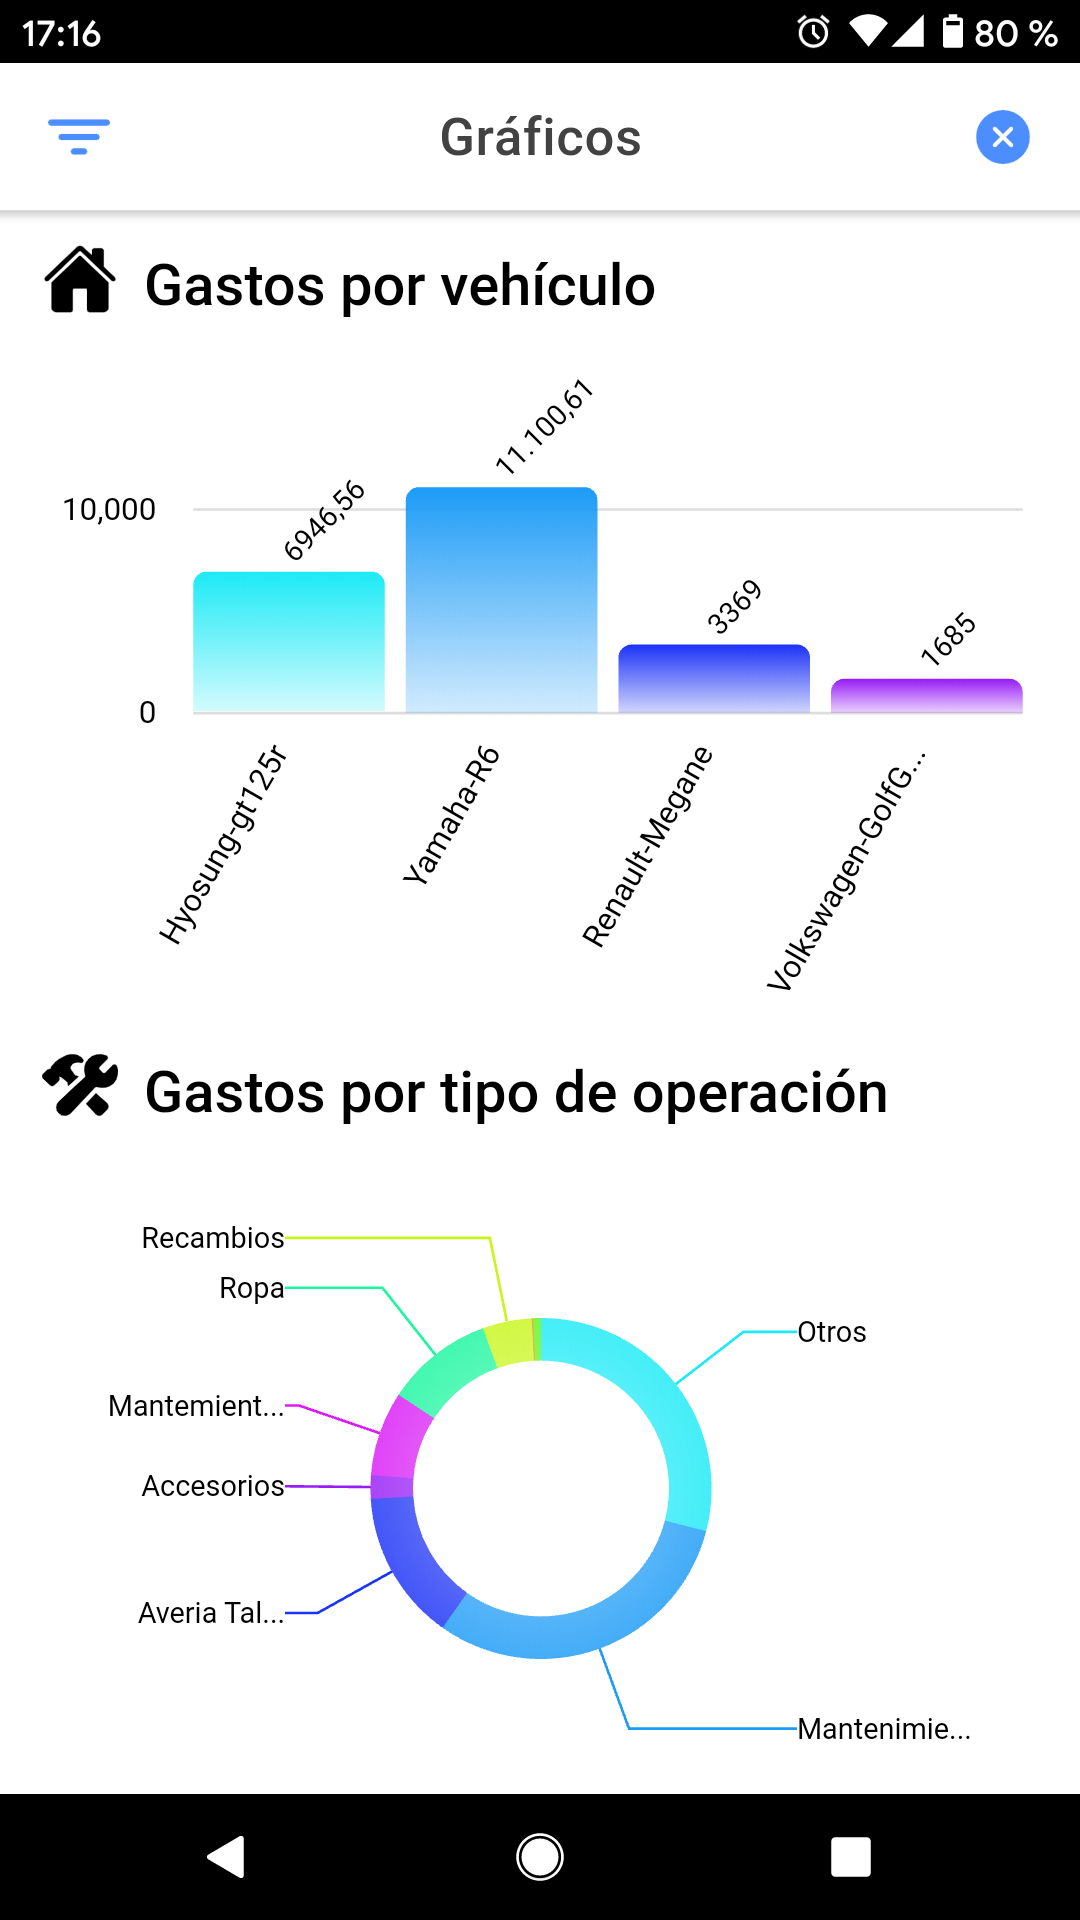 17:16
80 %
Gráficos
Gastos por vehículo
11.100,61
6946,56
10,000
3369
1685
0
Hyosung-gt125r
Yamaha-R6
Renault-Megane
Volkswagen-GolfG...
Gastos por tipo de operación
Recambios
Ropa
Otros
Mantemient...
Accesorios
Averia Tal...
Mantenimie...